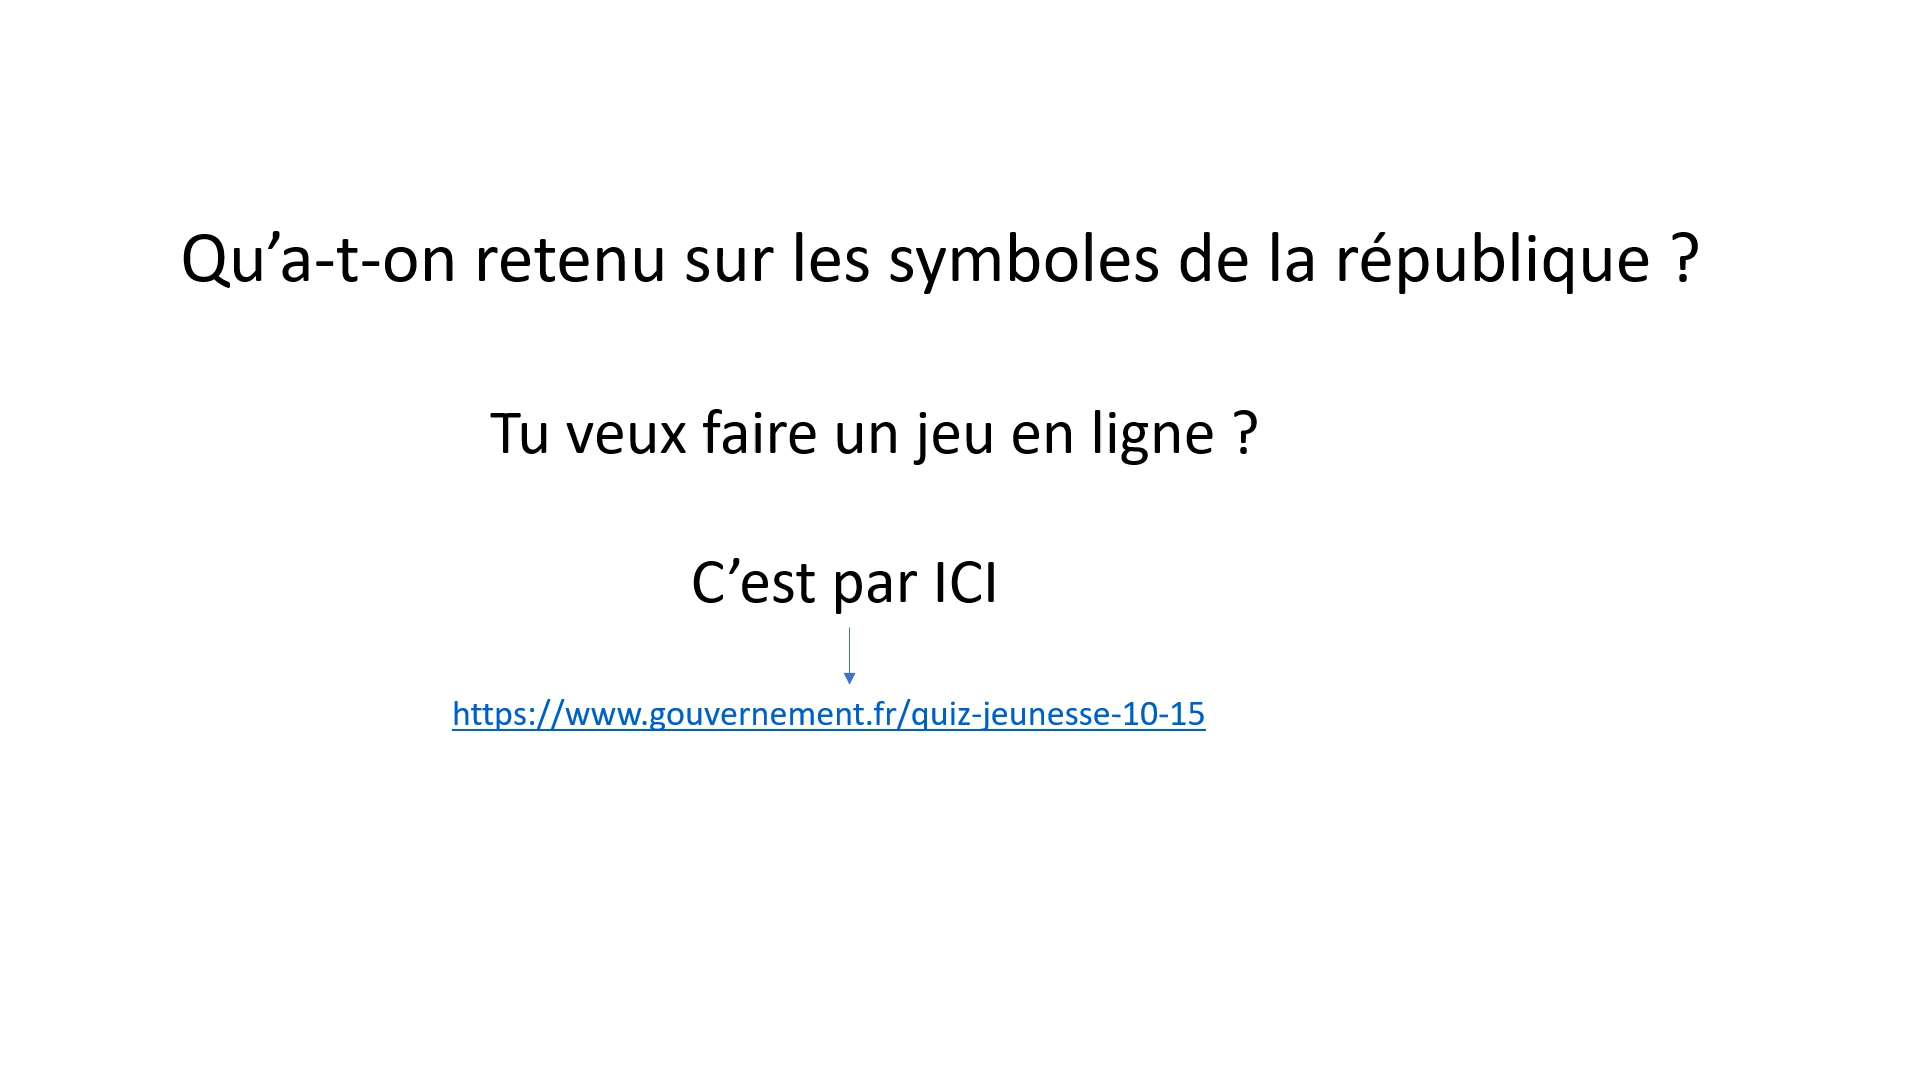 Qu’a-t-on retenu sur les symboles de la république ?
Tu veux faire un jeu en ligne ?
C’est par ICI
https://www.gouvernement.fr/quiz-jeunesse-10-15